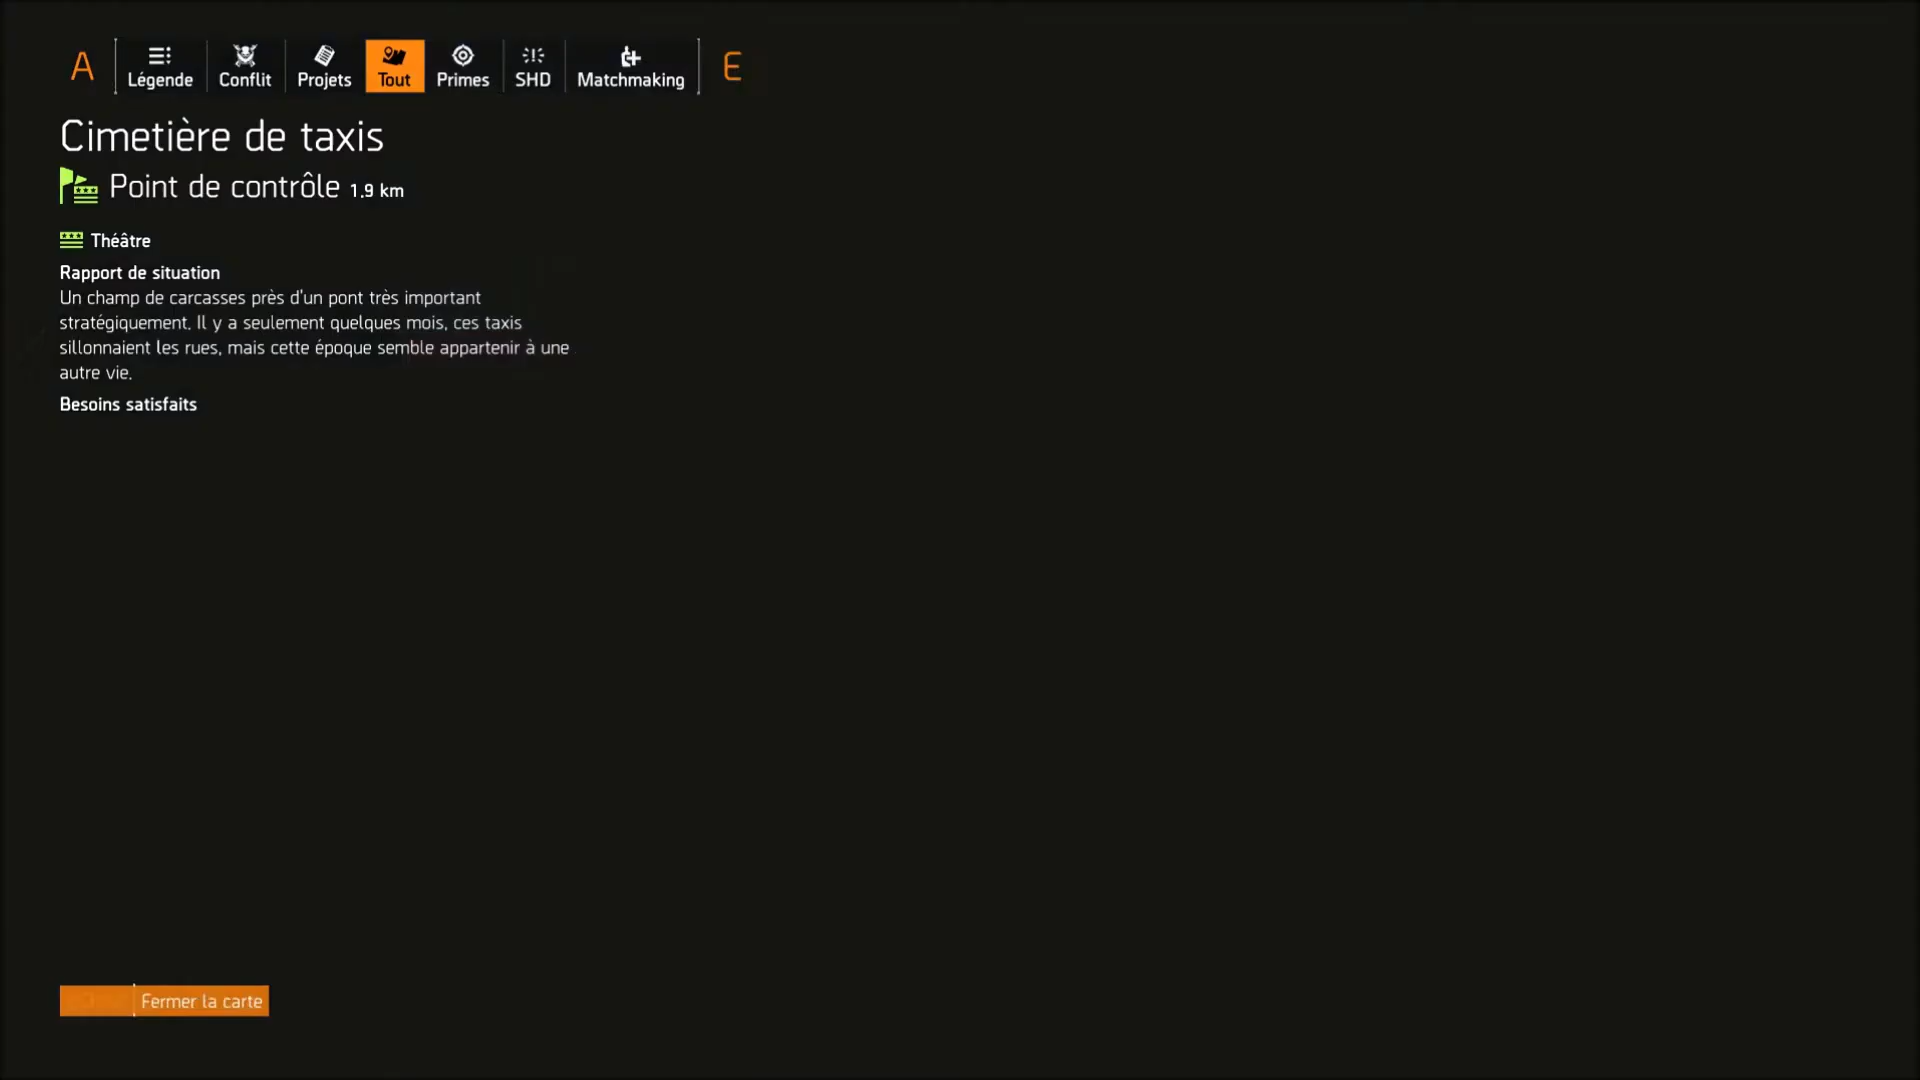 A
Légende
Conflit
Projets
Tout
Primes
SHD
Matchmaking
E
Cimetière de taxis
Point de contrôle 1.9 km
Théâtre
Rapport de situation
Un champ de carcasses près d'un pont très important
stratégiquement. Il y a seulement quelques mois, ces taxis
sillonnaient les rues, mais cette époque semble appartenir à une
autre vie.
Besoins satisfaits
Fermer la carte